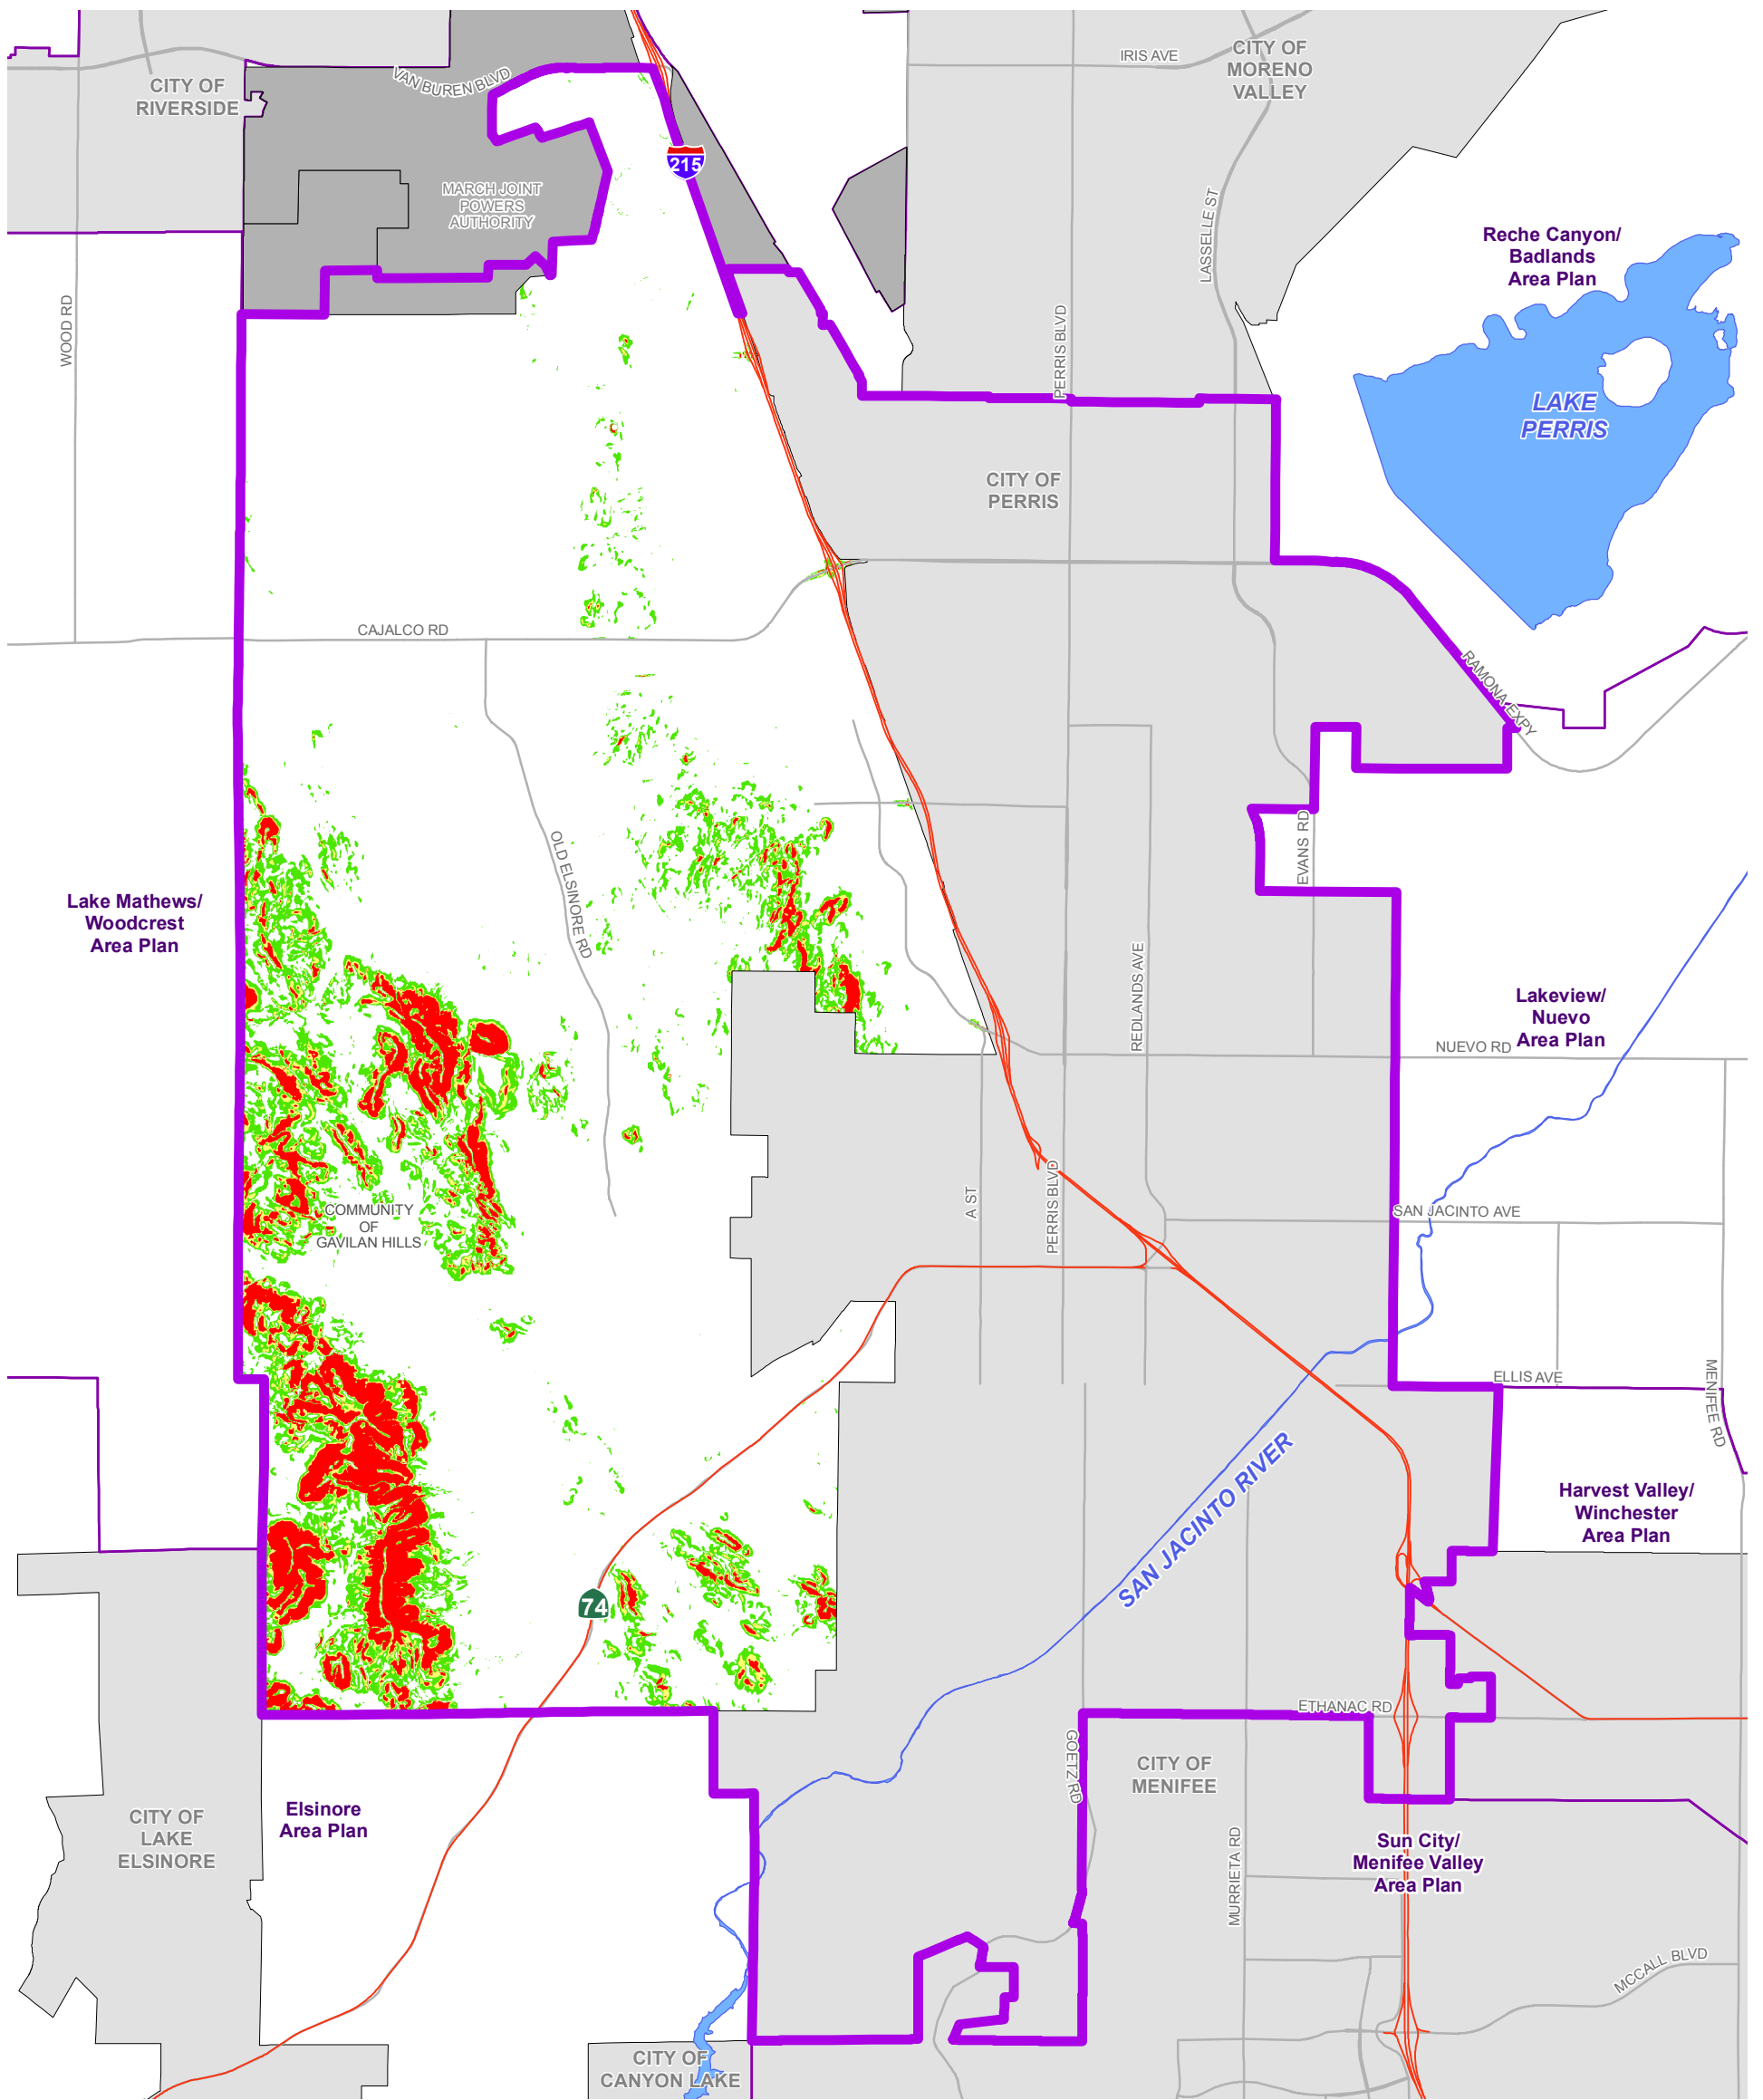 IRIS AVE
CITY OF
MORENO
VALLEY
CITY OF
RIVERSIDE
VAN BUREN BLVD
215
MARCH JOINT
POWERS
AUTHORITY
LASSELLE ST
Reche Canyon/
Badlands
Area Plan
WOOD RD
PERRIS BLVD
LAKE
PERRIS
CITY OF
PERRIS
CAJALCO RD
RAMONA EXPY
OLD ELSINORE RD
EVANS RD
Lake Mathews/
Woodcrest
Area Plan
REDLANDS AVE
Lakeview/
Nuevo
Area Plan
NUEVO RD
A ST
PERRIS BLVD
SAN JACINTO AVE
COMMUNITY
OF
GAVILAN HILLS
ELLIS AVE
MENIFEE RD
SAN JACINTO RIVER
Harvest Valley/
Winchester
Area Plan
74
ETHANAC RD
GOETZ RD
CITY OF
MENIFEE
CITY OF
LAKE
ELSINORE
Elsinore
Area Plan
MURRIETA RD
Sun City/
Menifee Valley
Area Plan
MCCALL BLVD
CITY OF
CANYON LAKE